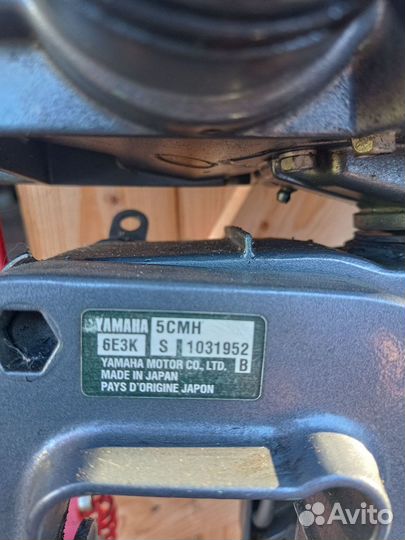 YAMAHA 5CMH
6E3K S 1031952
YAMAHA MOTOR CO., LTD. B
MADE IN JAPAN
PAYS D'ORIGINE JAPON
Avito